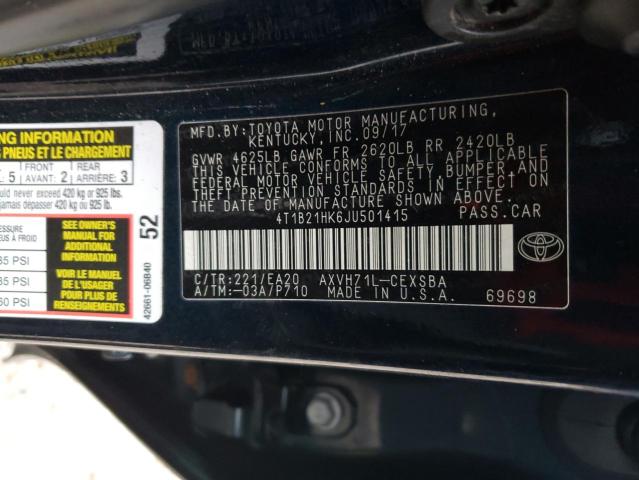 MFD.BY:TOYOTA MOTOR MANUFACTURING,
KENTUCKY, INC.09/17
GVWR 4625LB GAWR FR 2620LB RR 2420LB
THIS VEHICLE CONFORMS TO ALL APPLICABLE
FEDERAL MOTOR VEHICLE SAFETY,BUMPER,AND
THEFT PREVENTION STANDARDS IN EFFECT ON
THE DATE OF MANUFACTURE SHOWN ABOVE.
4T1B21HK6JU501415 PASS.CAR
C/TR:221/EA20 AXVH71L-CEXSBA
A/TM:-03A/P710 MADE IN U.S.A.
69698
NG INFORMATION
PNEUS ET LE CHARGEMENT
5 FRONT AVANT: 2 REAR ARRIÈRE: 3
never exceed 420 kg or 925 lbs.
jamais dépasser 420 kg ou 925 lb.
PRESSURE
À FROID
35 PSI
35 PSI
60 PSI
SEE OWNER'S
MANUAL FOR
ADDITIONAL
INFORMATION
VOIR LE MANUEL
DE L'USAGER
POUR PLUS DE
RENSEIGNEMENTS
52
42661-06B40